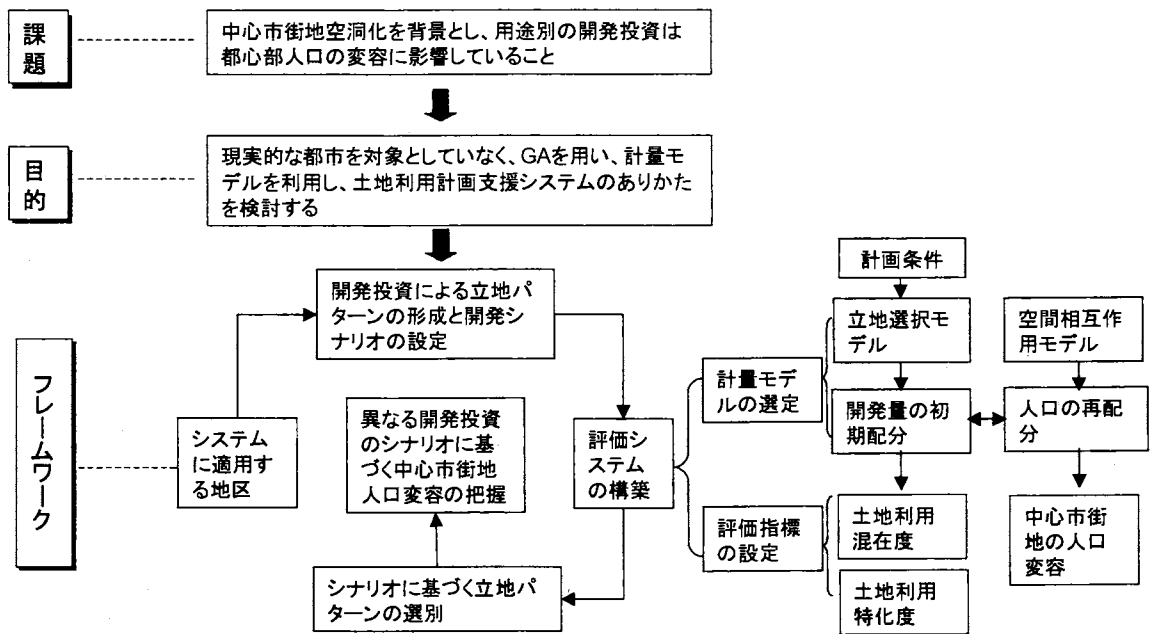 課題
中心市街地空洞化を背景とし、用途別の開発投資は
都心部人口の変容に影響していること
目的
現実的な都市を対象としていなく、GAを用い、計量モ
デルを利用し、土地利用計画支援システムのありかた
を検討する
フレームワーク
システム
に適用す
る地区
開発投資による立地パ
ターンの形成と開発シ
ナリオの設定
異なる開発投資
のシナリオに基
づく中心市街地
人口変容の把握
シナリオに基づく立地パ
ターンの選別
評価シ
ステム
の構築
計量モデ
ルの選定
評価指標
の設定
計画条件
立地選択モ
デル
開発量の初
期配分
土地利用
混在度
土地利用
特化度
空間相互作
用モデル
人口の再配
分
中心市街
地の人口
変容